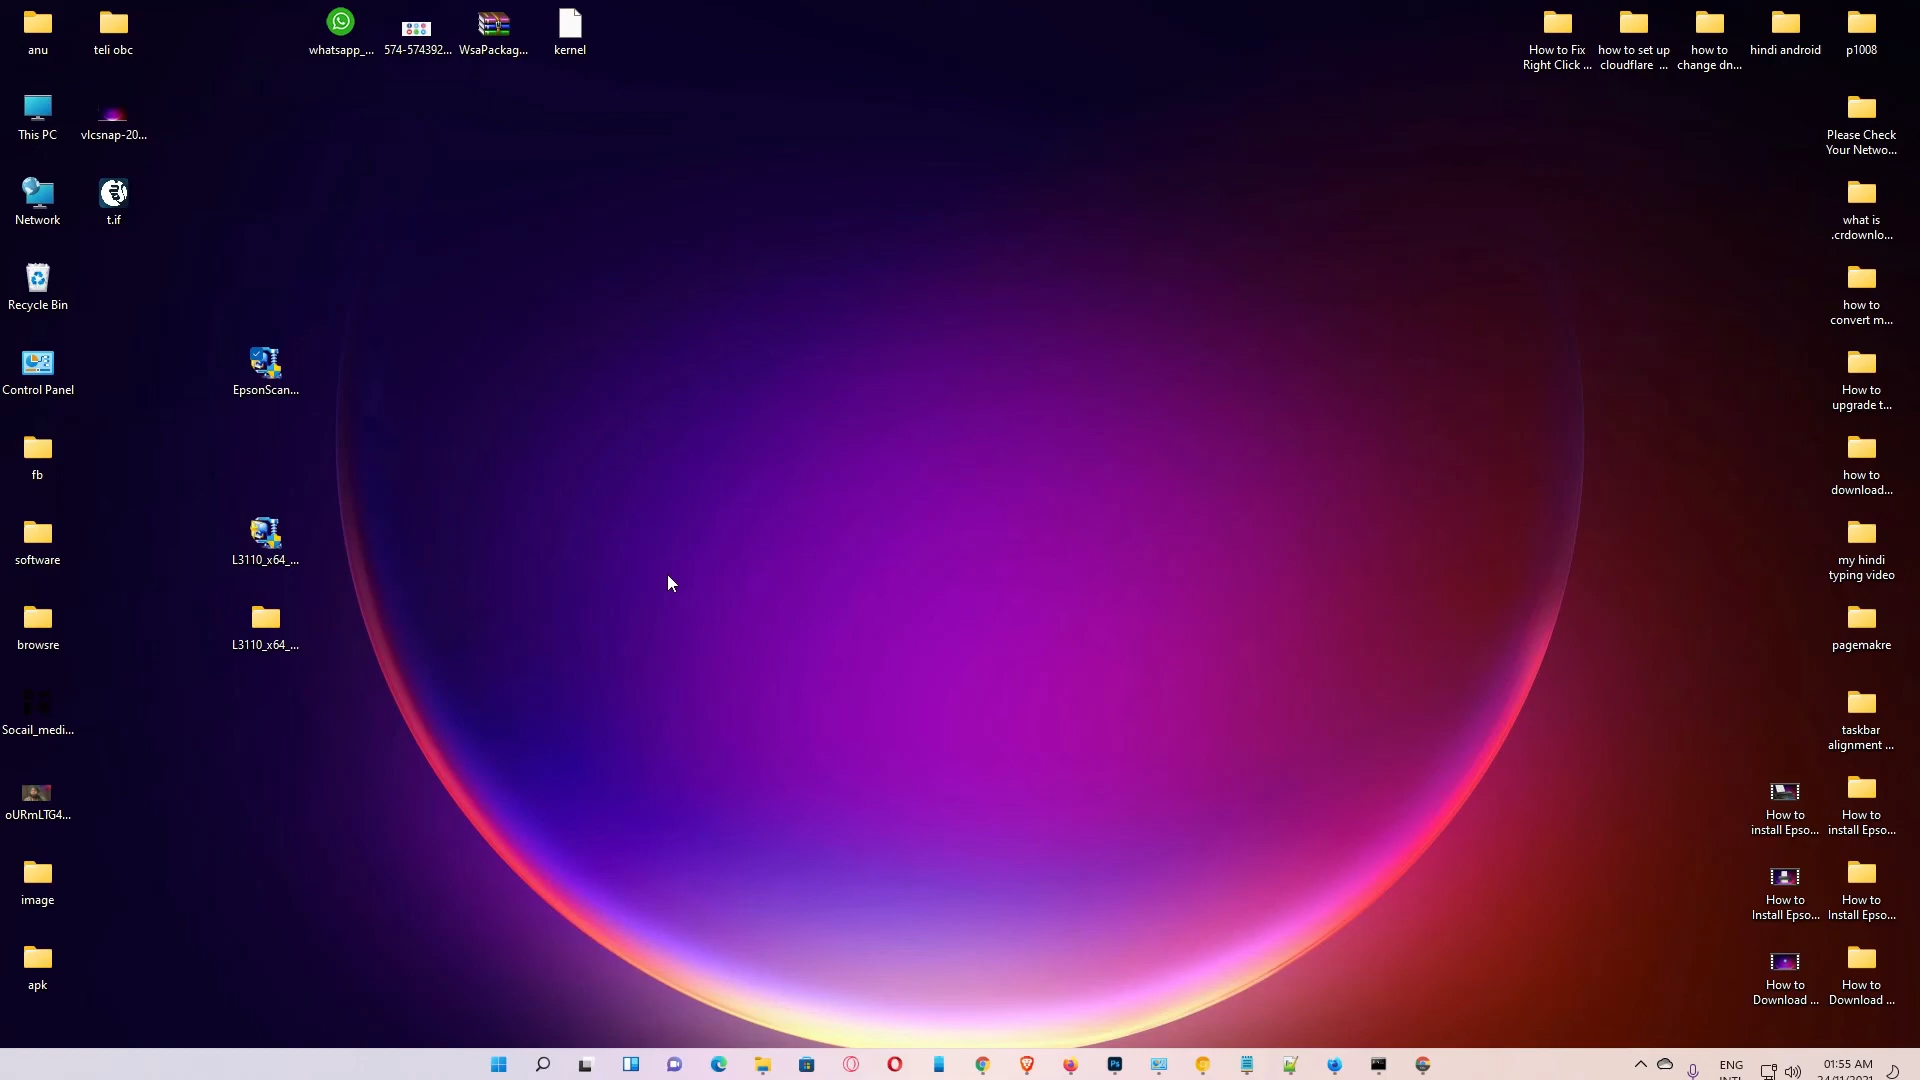 anu
teli obc
whatsapp_...
574-574392...
WsaPackag...
kernel
How to Fix
Right Click ...
how to set up
cloudflare ...
how to
change dn...
hindi android
p1008
This PC
vlcsnap-20...
Please Check
Your Netwo...
Network
t.if
what is
.crdownlo...
Recycle Bin
how to
convert m...
Control Panel
EpsonScan...
How to
upgrade t...
fb
how to
download...
software
L3110_x64_...
my hindi
typing video
browsre
L3110_x64_...
pagemakre
Socail_medi...
taskbar
alignment ...
oURmLTG4...
How to
install Epso...
How to
install Epso...
image
How to
Install Epso...
How to
Install Epso...
apk
How to
Download ...
How to
Download ...
Ps
ENG
01:55 AM